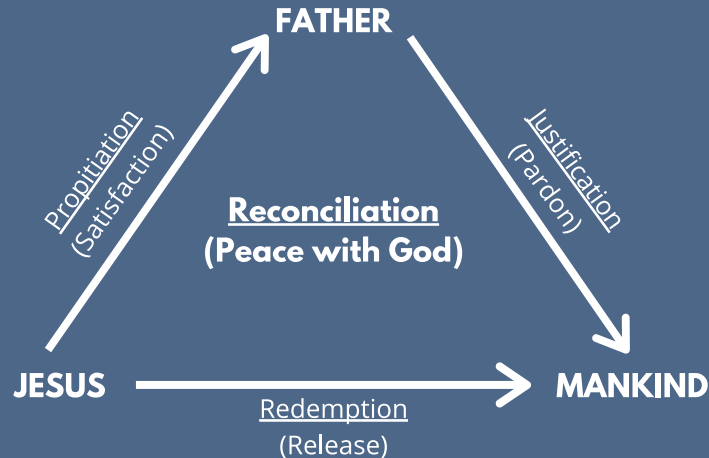 FATHER
Propitiation
(Satisfaction)
Justification
(Pardon)
Reconciliation
(Peace with God)
JESUS
MANKIND
Redemption
(Release)